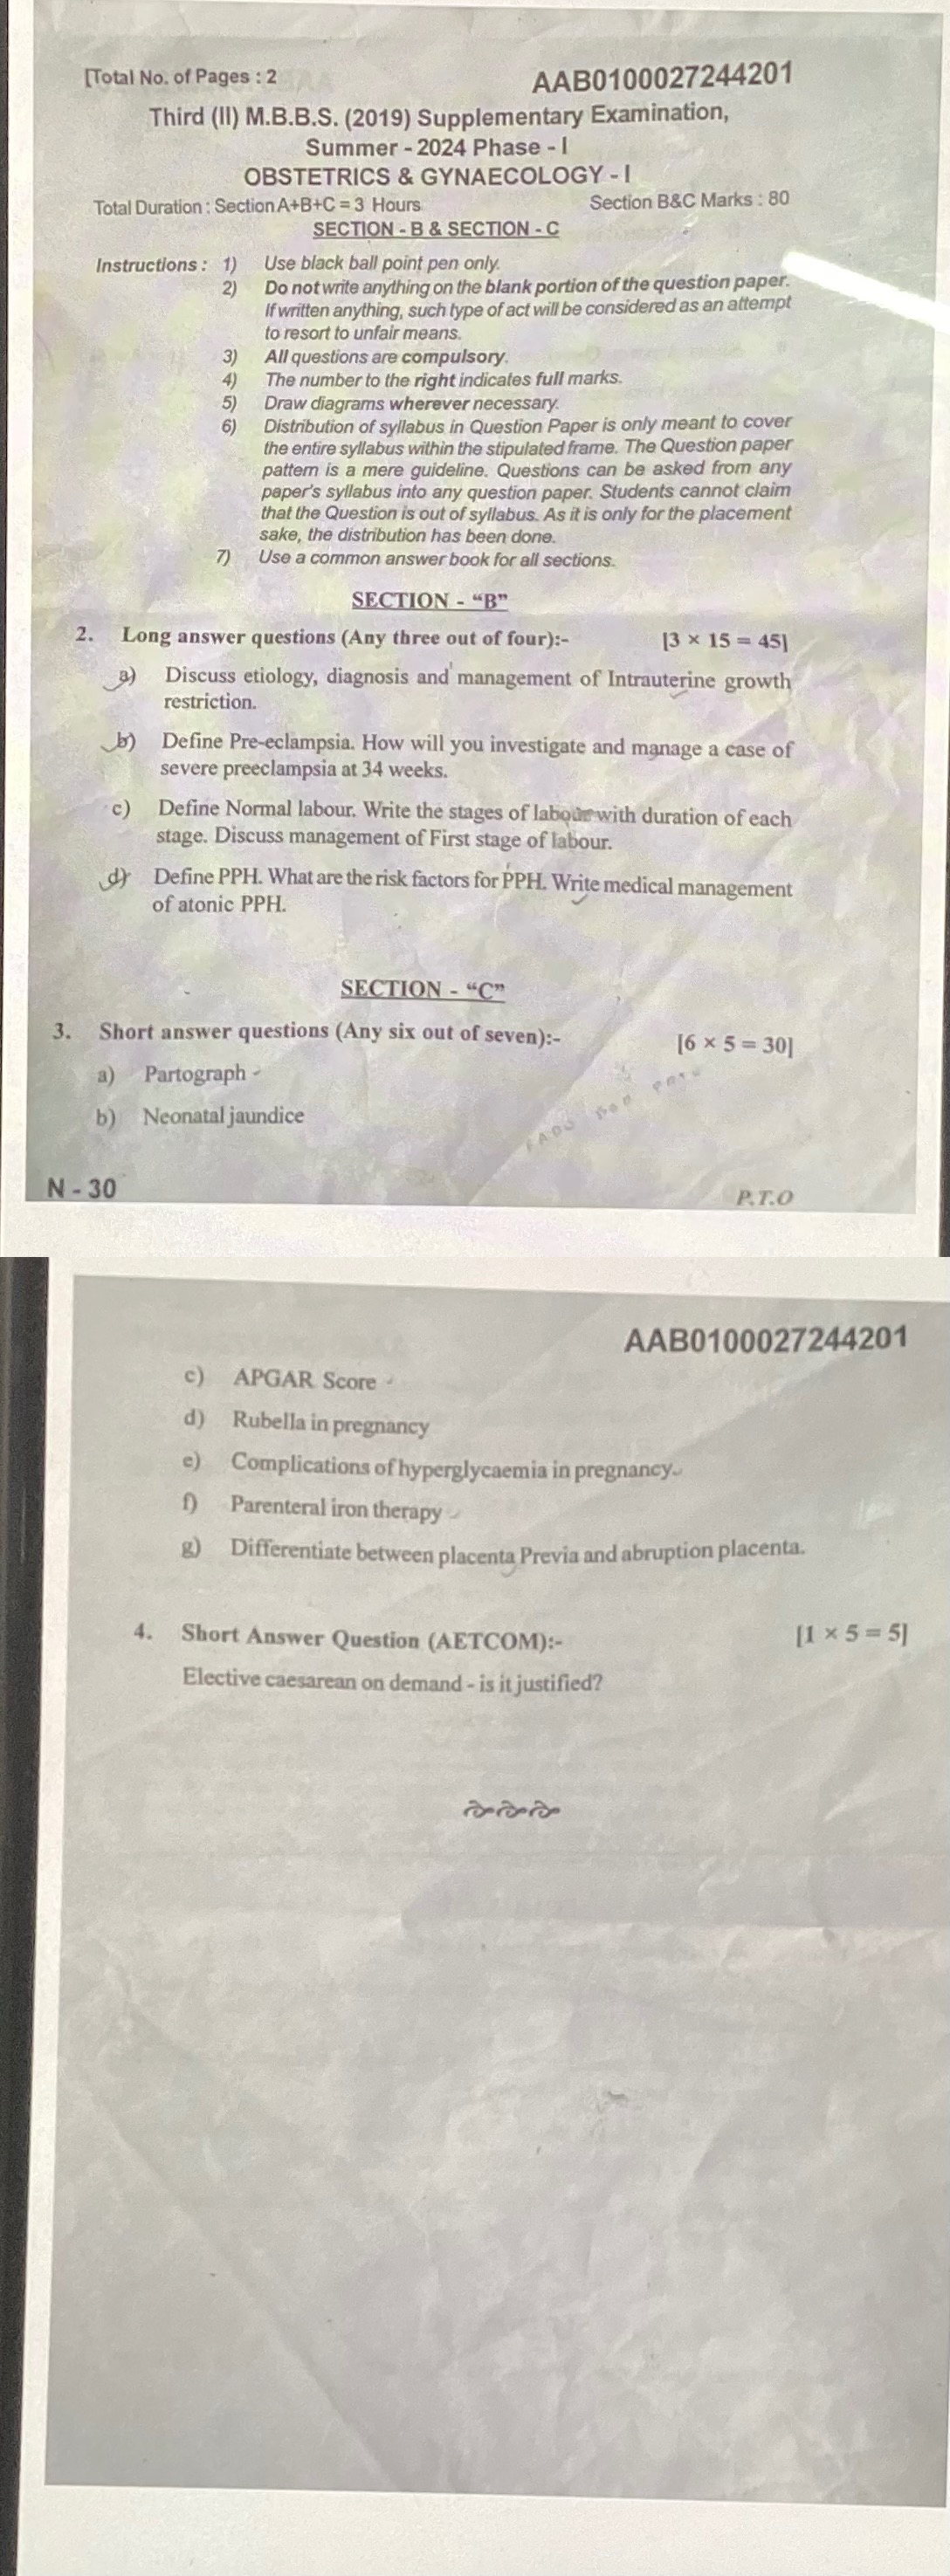 [Total No. of Pages : 2
AAB0100027244201
Third (II) M.B.B.S. (2019) Supplementary Examination,
Summer - 2024 Phase - I
OBSTETRICS & GYNAECOLOGY - I
Total Duration : Section A+B+C = 3 Hours
Section B&C Marks : 80
SECTION - B & SECTION - C
Instructions : 1) Use black ball point pen only.
2) Do not write anything on the blank portion of the question paper.
If written anything, such type of act will be considered as an attempt
to resort to unfair means.
3) All questions are compulsory.
4) The number to the right indicates full marks.
5) Draw diagrams wherever necessary.
6) Distribution of syllabus in Question Paper is only meant to cover
the entire syllabus within the stipulated frame. The Question paper
pattern is a mere guideline. Questions can be asked from any
paper's syllabus into any question paper. Students cannot claim
that the Question is out of syllabus. As it is only for the placement
sake, the distribution has been done.
7) Use a common answer book for all sections.
SECTION - “B”
2. Long answer questions (Any three out of four):- [3 × 15 = 45]
a) Discuss etiology, diagnosis and management of Intrauterine growth
restriction.
b) Define Pre-eclampsia. How will you investigate and manage a case of
severe preeclampsia at 34 weeks.
c) Define Normal labour. Write the stages of labour with duration of each
stage. Discuss management of First stage of labour.
d) Define PPH. What are the risk factors for PPH. Write medical management
of atonic PPH.
SECTION - “C”
3. Short answer questions (Any six out of seven):- [6 × 5 = 30]
a) Partograph
b) Neonatal jaundice
N - 30
P.T.O
AAB0100027244201
c) APGAR Score
d) Rubella in pregnancy
e) Complications of hyperglycaemia in pregnancy.
f) Parenteral iron therapy
g) Differentiate between placenta Previa and abruption placenta.
4. Short Answer Question (AETCOM):- [1 × 5 = 5]
Elective caesarean on demand - is it justified?